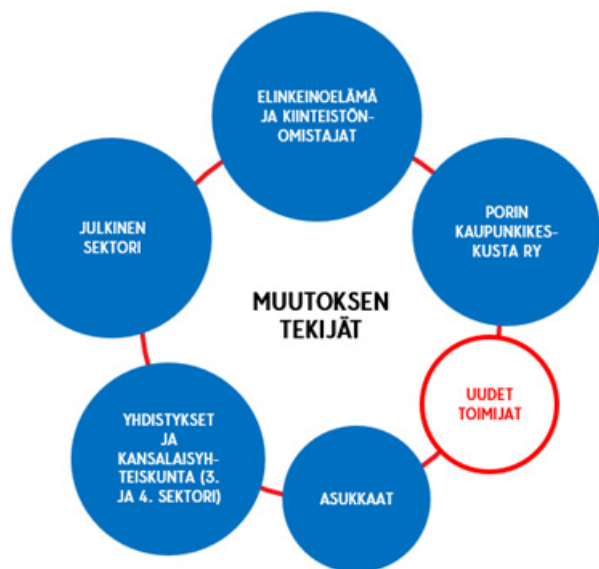 ELINKEINOELÄMÄ
JA KIINTEISTÖN-
OMISTAJAT
PORIN
KAUPUNKIKES-
KUSTA RY
UUDET
TOIMIJAT
ASUKKAAT
YHDISTYKSET
JA
KANSALAISYH-
TEISKUNTA (3.
JA 4. SEKTORI)
JULKINEN
SEKTORI
MUUTOKSEN
TEKIJÄT